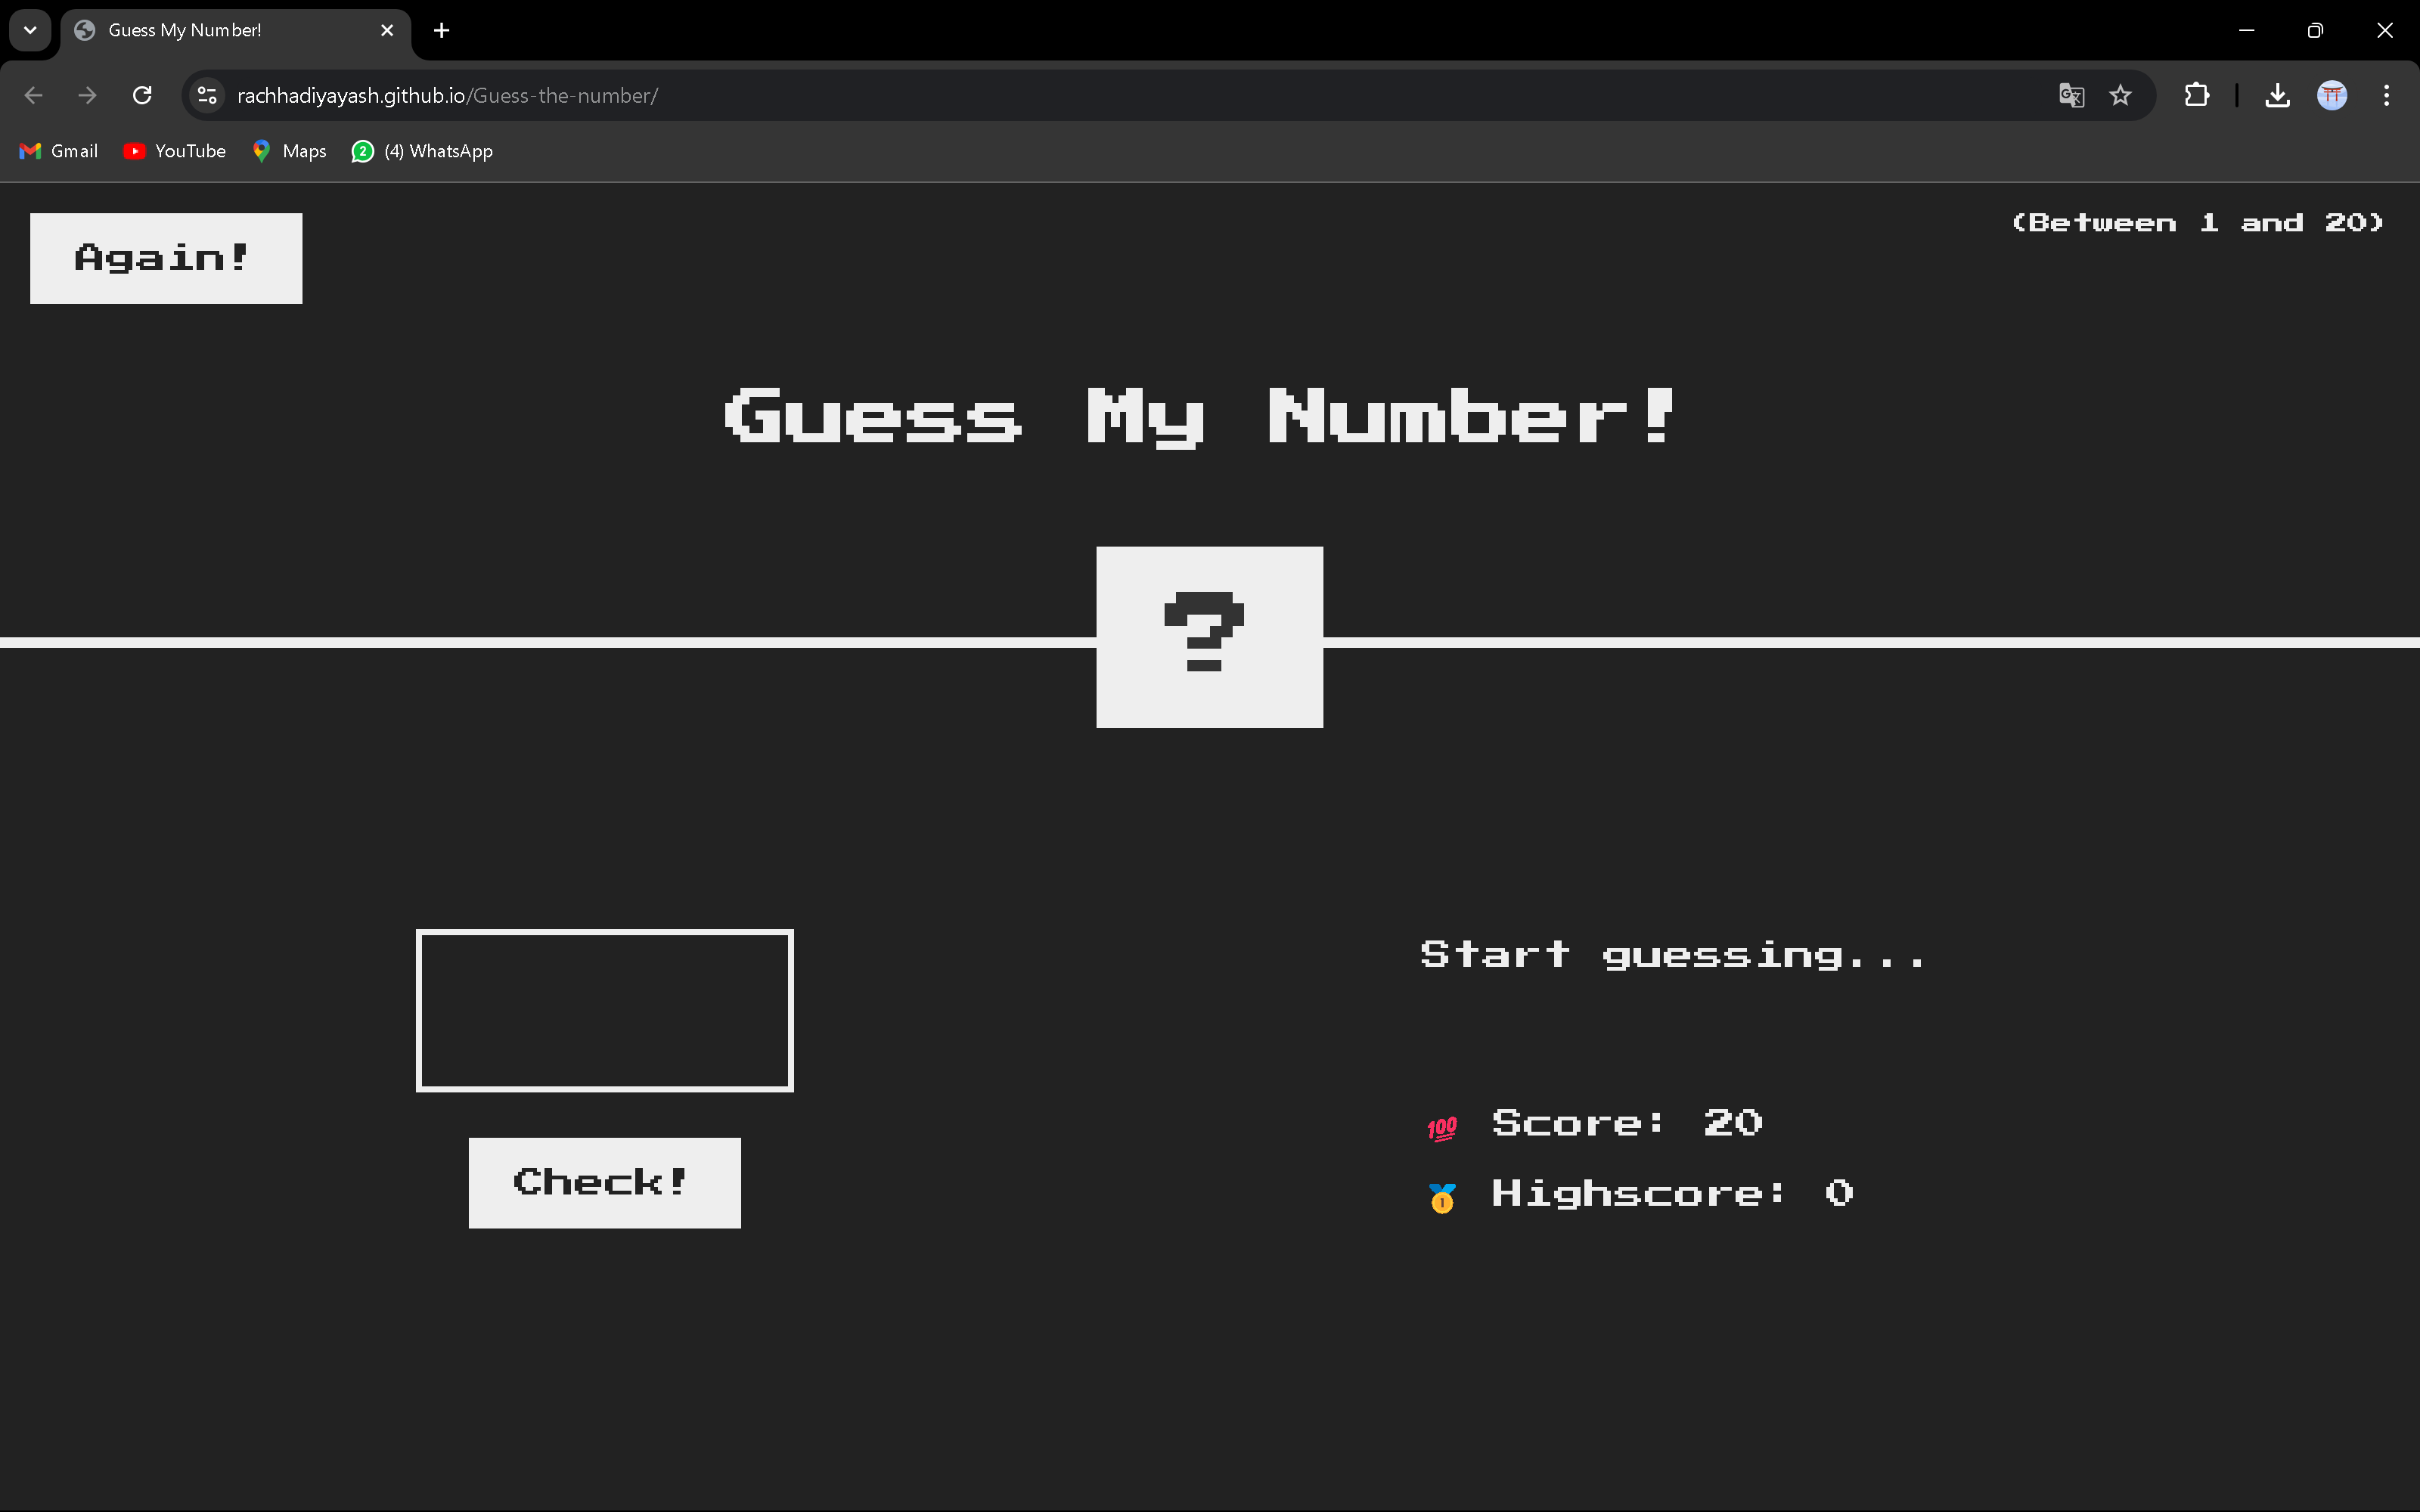 Guess My Number!
rachhadiyayash.github.io/Guess-the-number/
Gmail YouTube Maps 2 (4) WhatsApp
Again!
(Between 1 and 20)
Guess My Number!
?
Start guessing...
💯 Score: 20
Check!
🥇 Highscore: 0